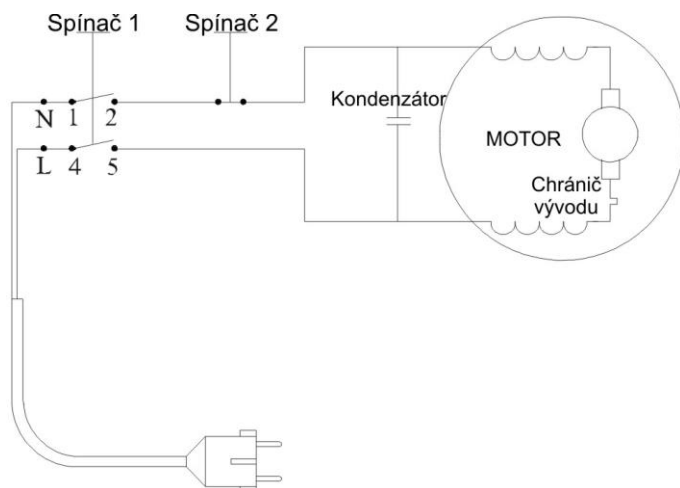 Spínač 1
Spínač 2
N 1 2
L 4 5
Kondenzátor
MOTOR
Chránič
vývodu